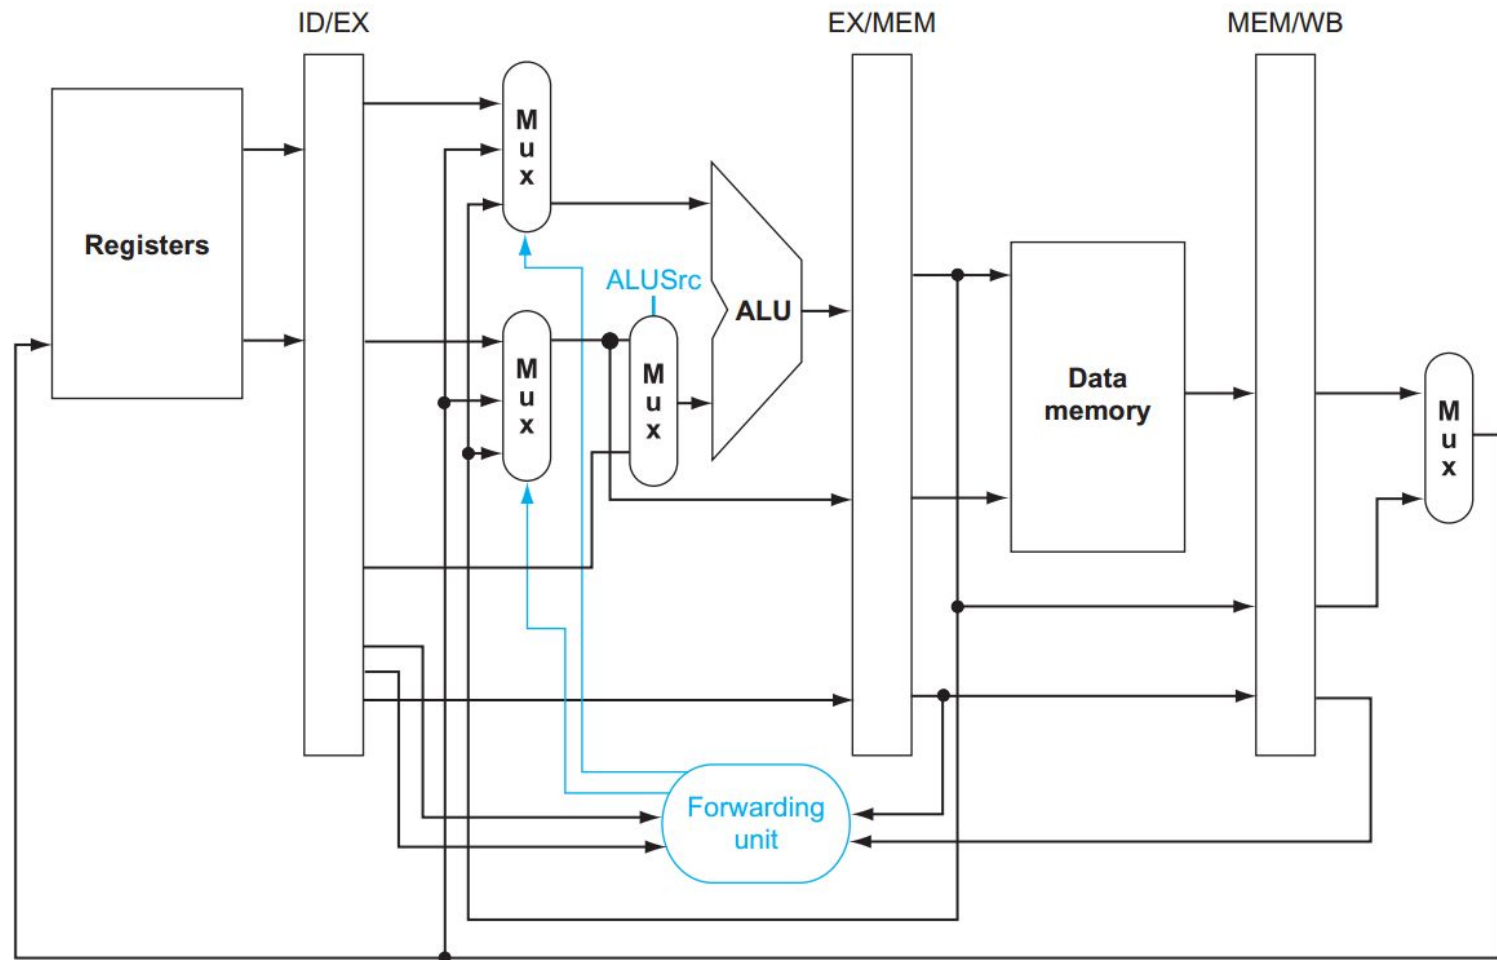 ID/EX
EX/MEM
MEM/WB
Registers
M
u
x
ALUSrc
M
u
x
M
u
x
ALU
Data
memory
M
u
x
Forwarding
unit